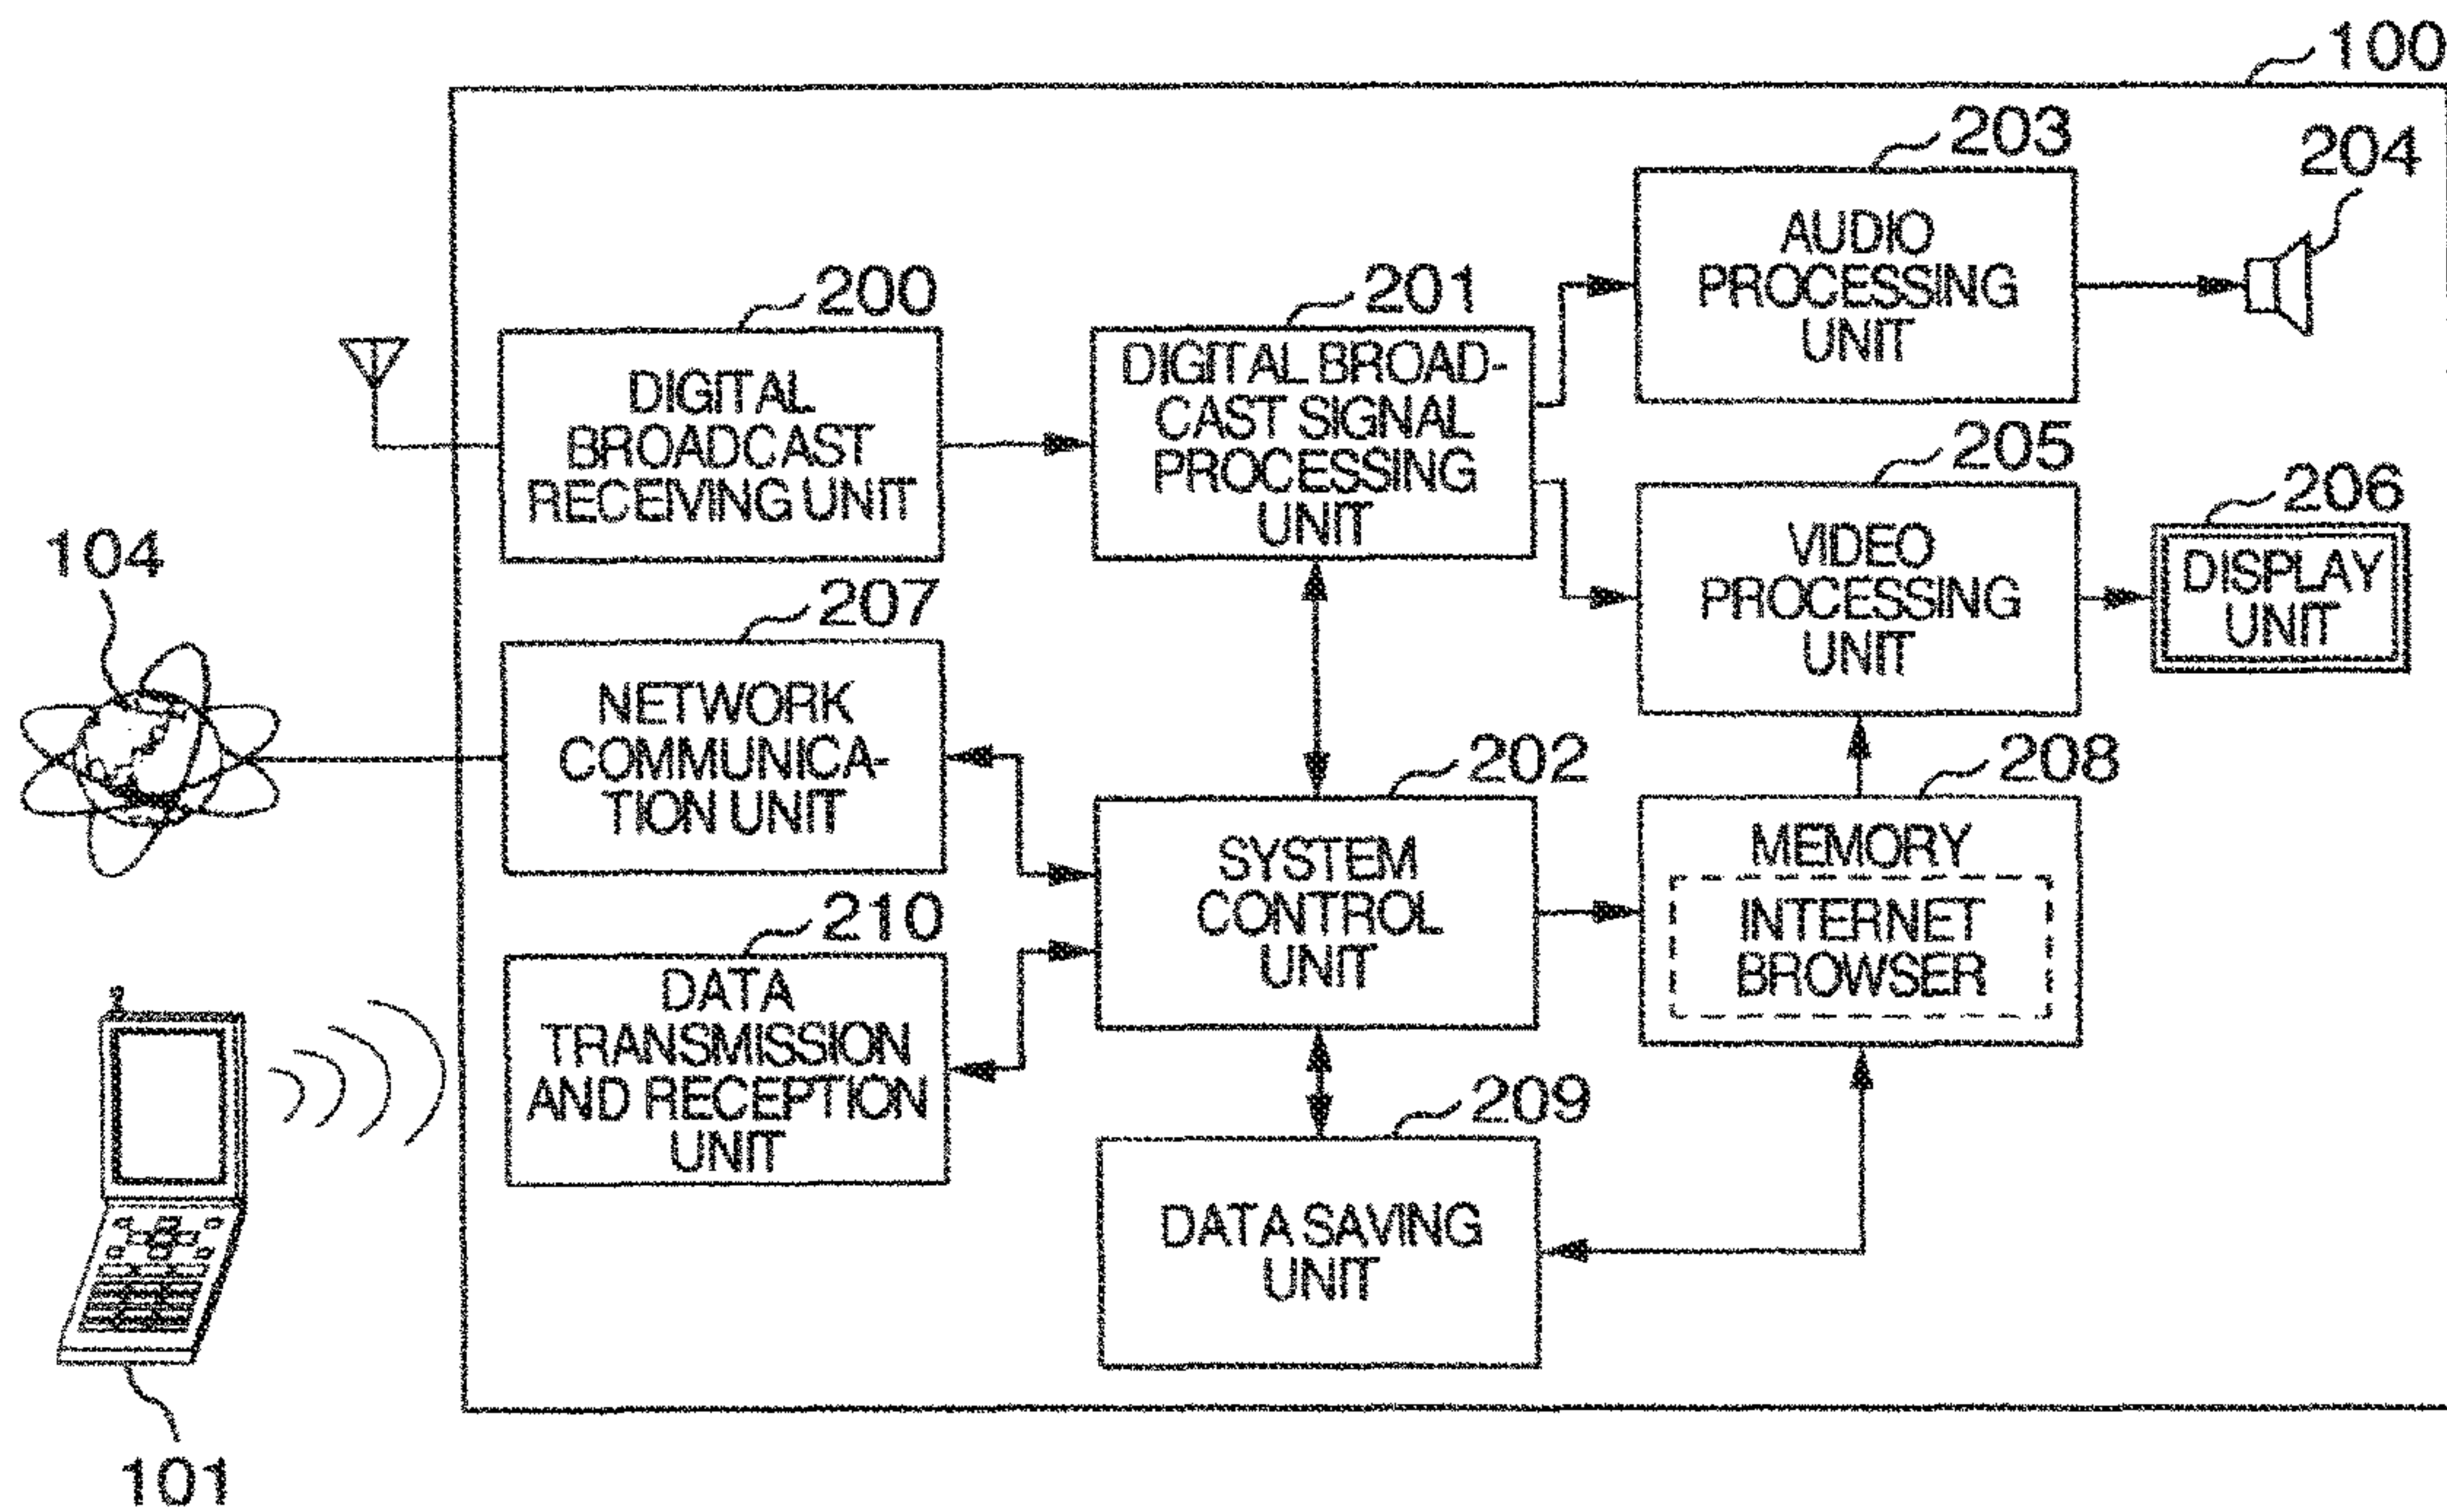 100
203
204
AUDIO
PROCESSING
UNIT
200
201
DIGITAL
BROADCAST
RECEIVING UNIT
DIGITAL BROAD-
CAST SIGNAL
PROCESSING
UNIT
205
206
VIDEO
PROCESSING
UNIT
DISPLAY
UNIT
104
207
NETWORK
COMMUNICA-
TION UNIT
202
208
SYSTEM
CONTROL
UNIT
MEMORY
INTERNET
BROWSER
210
DATA
TRANSMISSION
AND RECEPTION
UNIT
209
DATA SAVING
UNIT
101